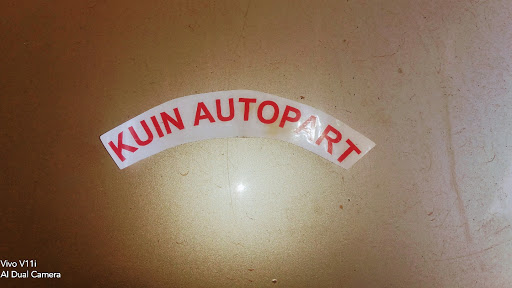 KUIN AUTOPART
Vivo V11i
AI Dual Camera